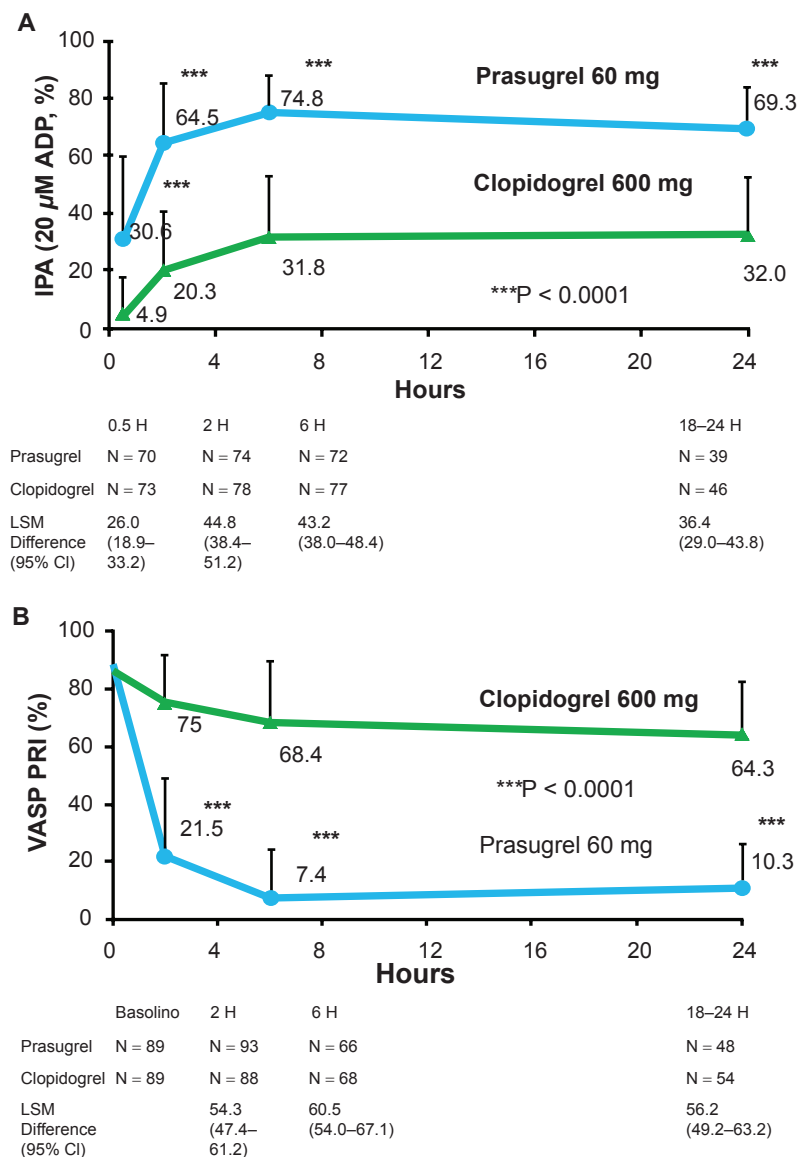 A
IPA (20 µM ADP, %)
100
80
60
40
20
0
***
***
***
***
Prasugrel 60 mg
74.8
69.3
64.5
30.6
Clopidogrel 600 mg
31.8
32.0
20.3
4.9
***P < 0.0001
0 4 8 12 16 20 24
Hours
0.5 H 2 H 6 H 18–24 H
Prasugrel N = 70 N = 74 N = 72 N = 39
Clopidogrel N = 73 N = 78 N = 77 N = 46
LSM 26.0 44.8 43.2 36.4
Difference (18.9– (38.4– (38.0–48.4) (29.0–43.8)
(95% CI) 33.2) 51.2)
B
VASP PRI (%)
100
80
60
40
20
0
Clopidogrel 600 mg
75
68.4
64.3
***P < 0.0001
***
***
***
21.5
Prasugrel 60 mg
7.4
10.3
0 4 8 12 16 20 24
Hours
Basolino 2 H 6 H 18–24 H
Prasugrel N = 89 N = 93 N = 66 N = 48
Clopidogrel N = 89 N = 88 N = 68 N = 54
LSM 54.3 60.5 56.2
Difference (47.4– (54.0–67.1) (49.2–63.2)
(95% CI) 61.2)